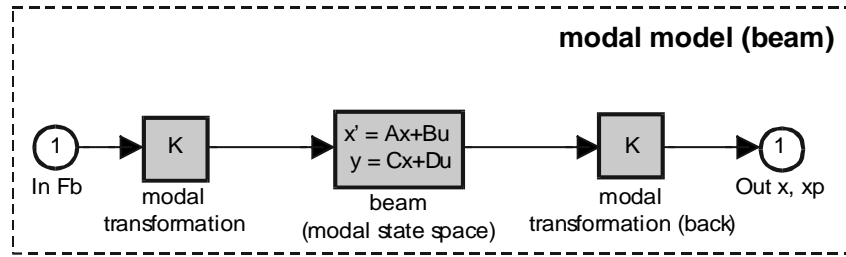 modal model (beam)
1
In Fb
K
modal
transformation
x' = Ax+Bu
y = Cx+Du
beam
(modal state space)
K
modal
transformation (back)
1
Out x, xp